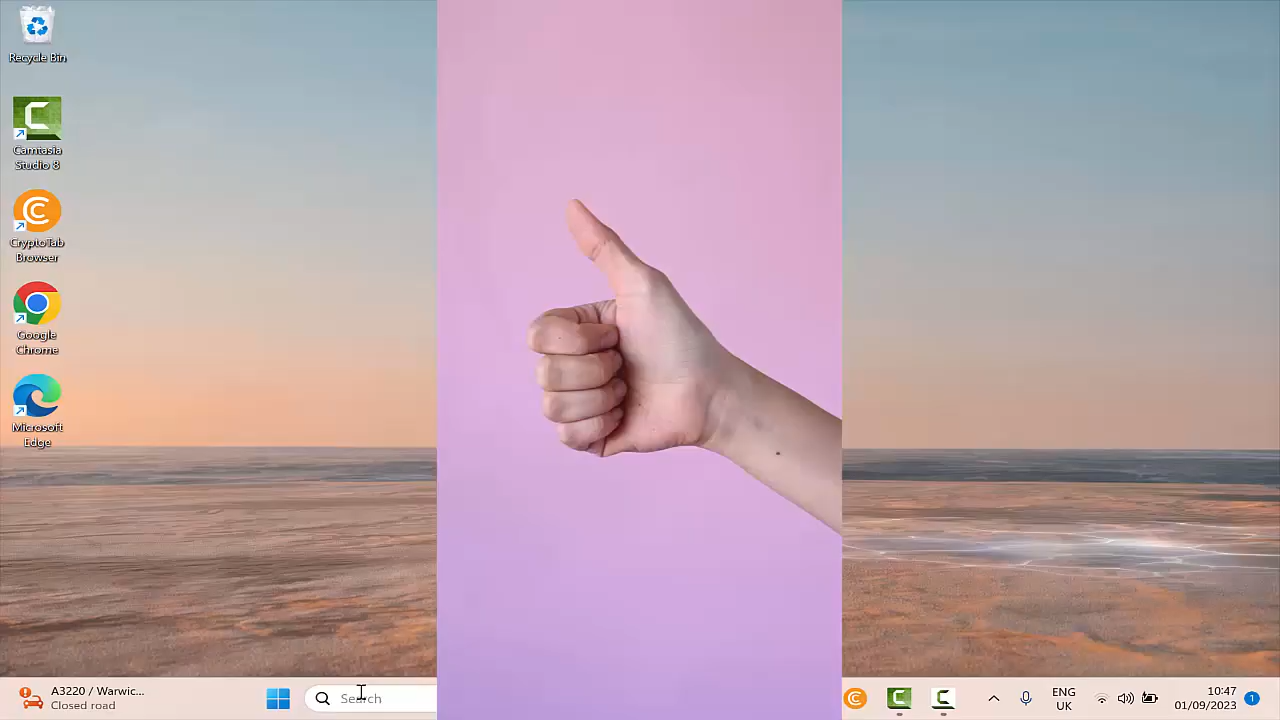 Recycle Bin
Camtasia
Studio 8
CryptoTab
Browser
Google
Chrome
Microsoft
Edge
A3220 / Warwic...
Closed road
Search
ENG
UK
10:47
01/09/2023
1